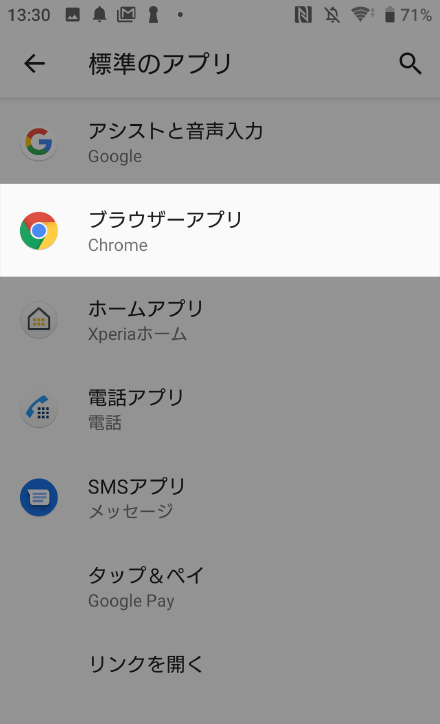 13:30 71%
標準のアプリ
アシストと音声入力
Google
ブラウザーアプリ
Chrome
ホームアプリ
Xperiaホーム
電話アプリ
電話
SMSアプリ
メッセージ
タップ＆ペイ
Google Pay
リンクを開く